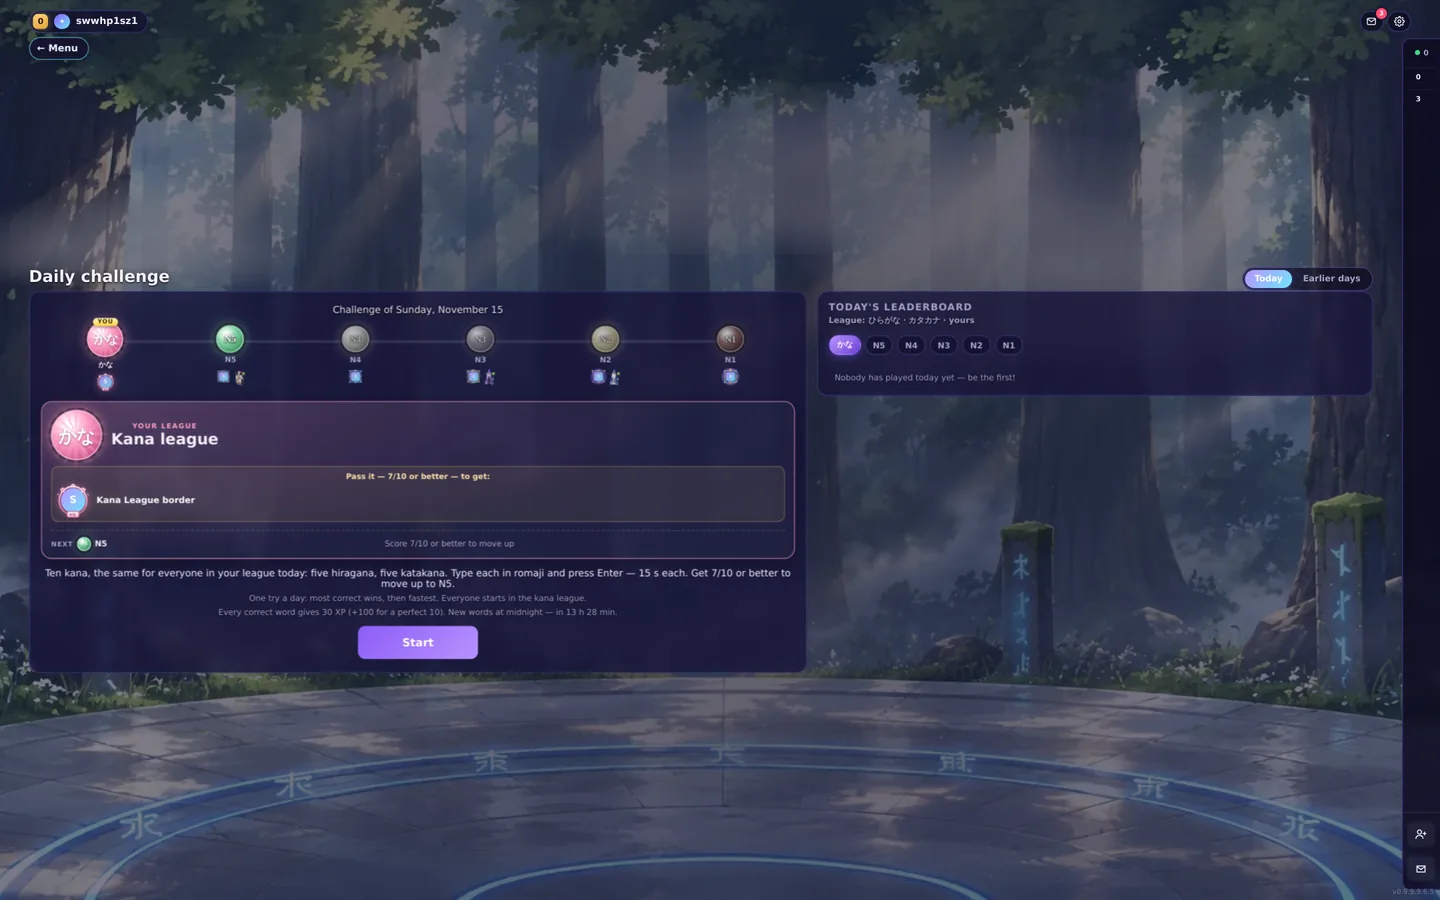 0 swwhp1sz1
3
← Menu
0
0
3
Daily challenge
Today Earlier days
Challenge of Sunday, November 15
YOU
かな N5
かな N5 N4 N3 N2 N1
TODAY'S LEADERBOARD
League: ひらがな・カタカナ · yours
かな N5 N4 N3 N2 N1
Nobody has played today yet — be the first!
かな
YOUR LEAGUE
Kana league
Pass it — 7/10 or better — to get:
S Kana League border
NEXT N5 Score 7/10 or better to move up
Ten kana, the same for everyone in your league today: five hiragana, five katakana. Type each in romaji and press Enter — 15 s each. Get 7/10 or better to
move up to N5.
One try a day: most correct wins, then fastest. Everyone starts in the kana league.
Every correct word gives 30 XP (+100 for a perfect 10). New words at midnight — in 13 h 28 min.
Start